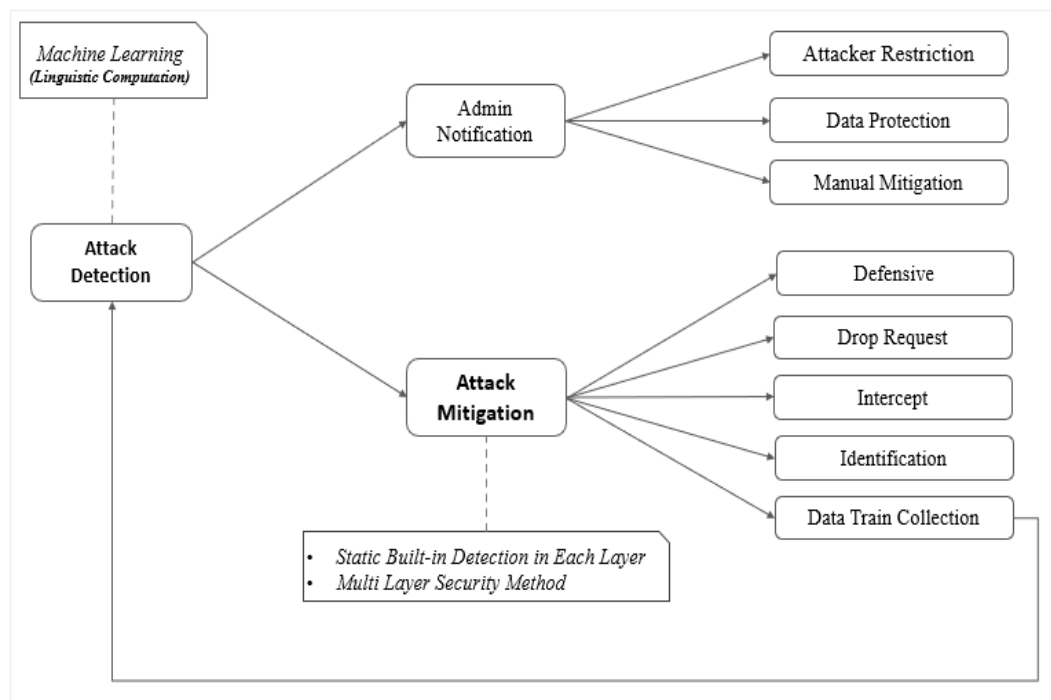 Machine Learning
(Linguistic Computation)
Attack
Detection
Admin
Notification
Attacker Restriction
Data Protection
Manual Mitigation
Attack
Mitigation
Defensive
Drop Request
Intercept
Identification
Data Train Collection
• Static Built-in Detection in Each Layer
• Multi Layer Security Method